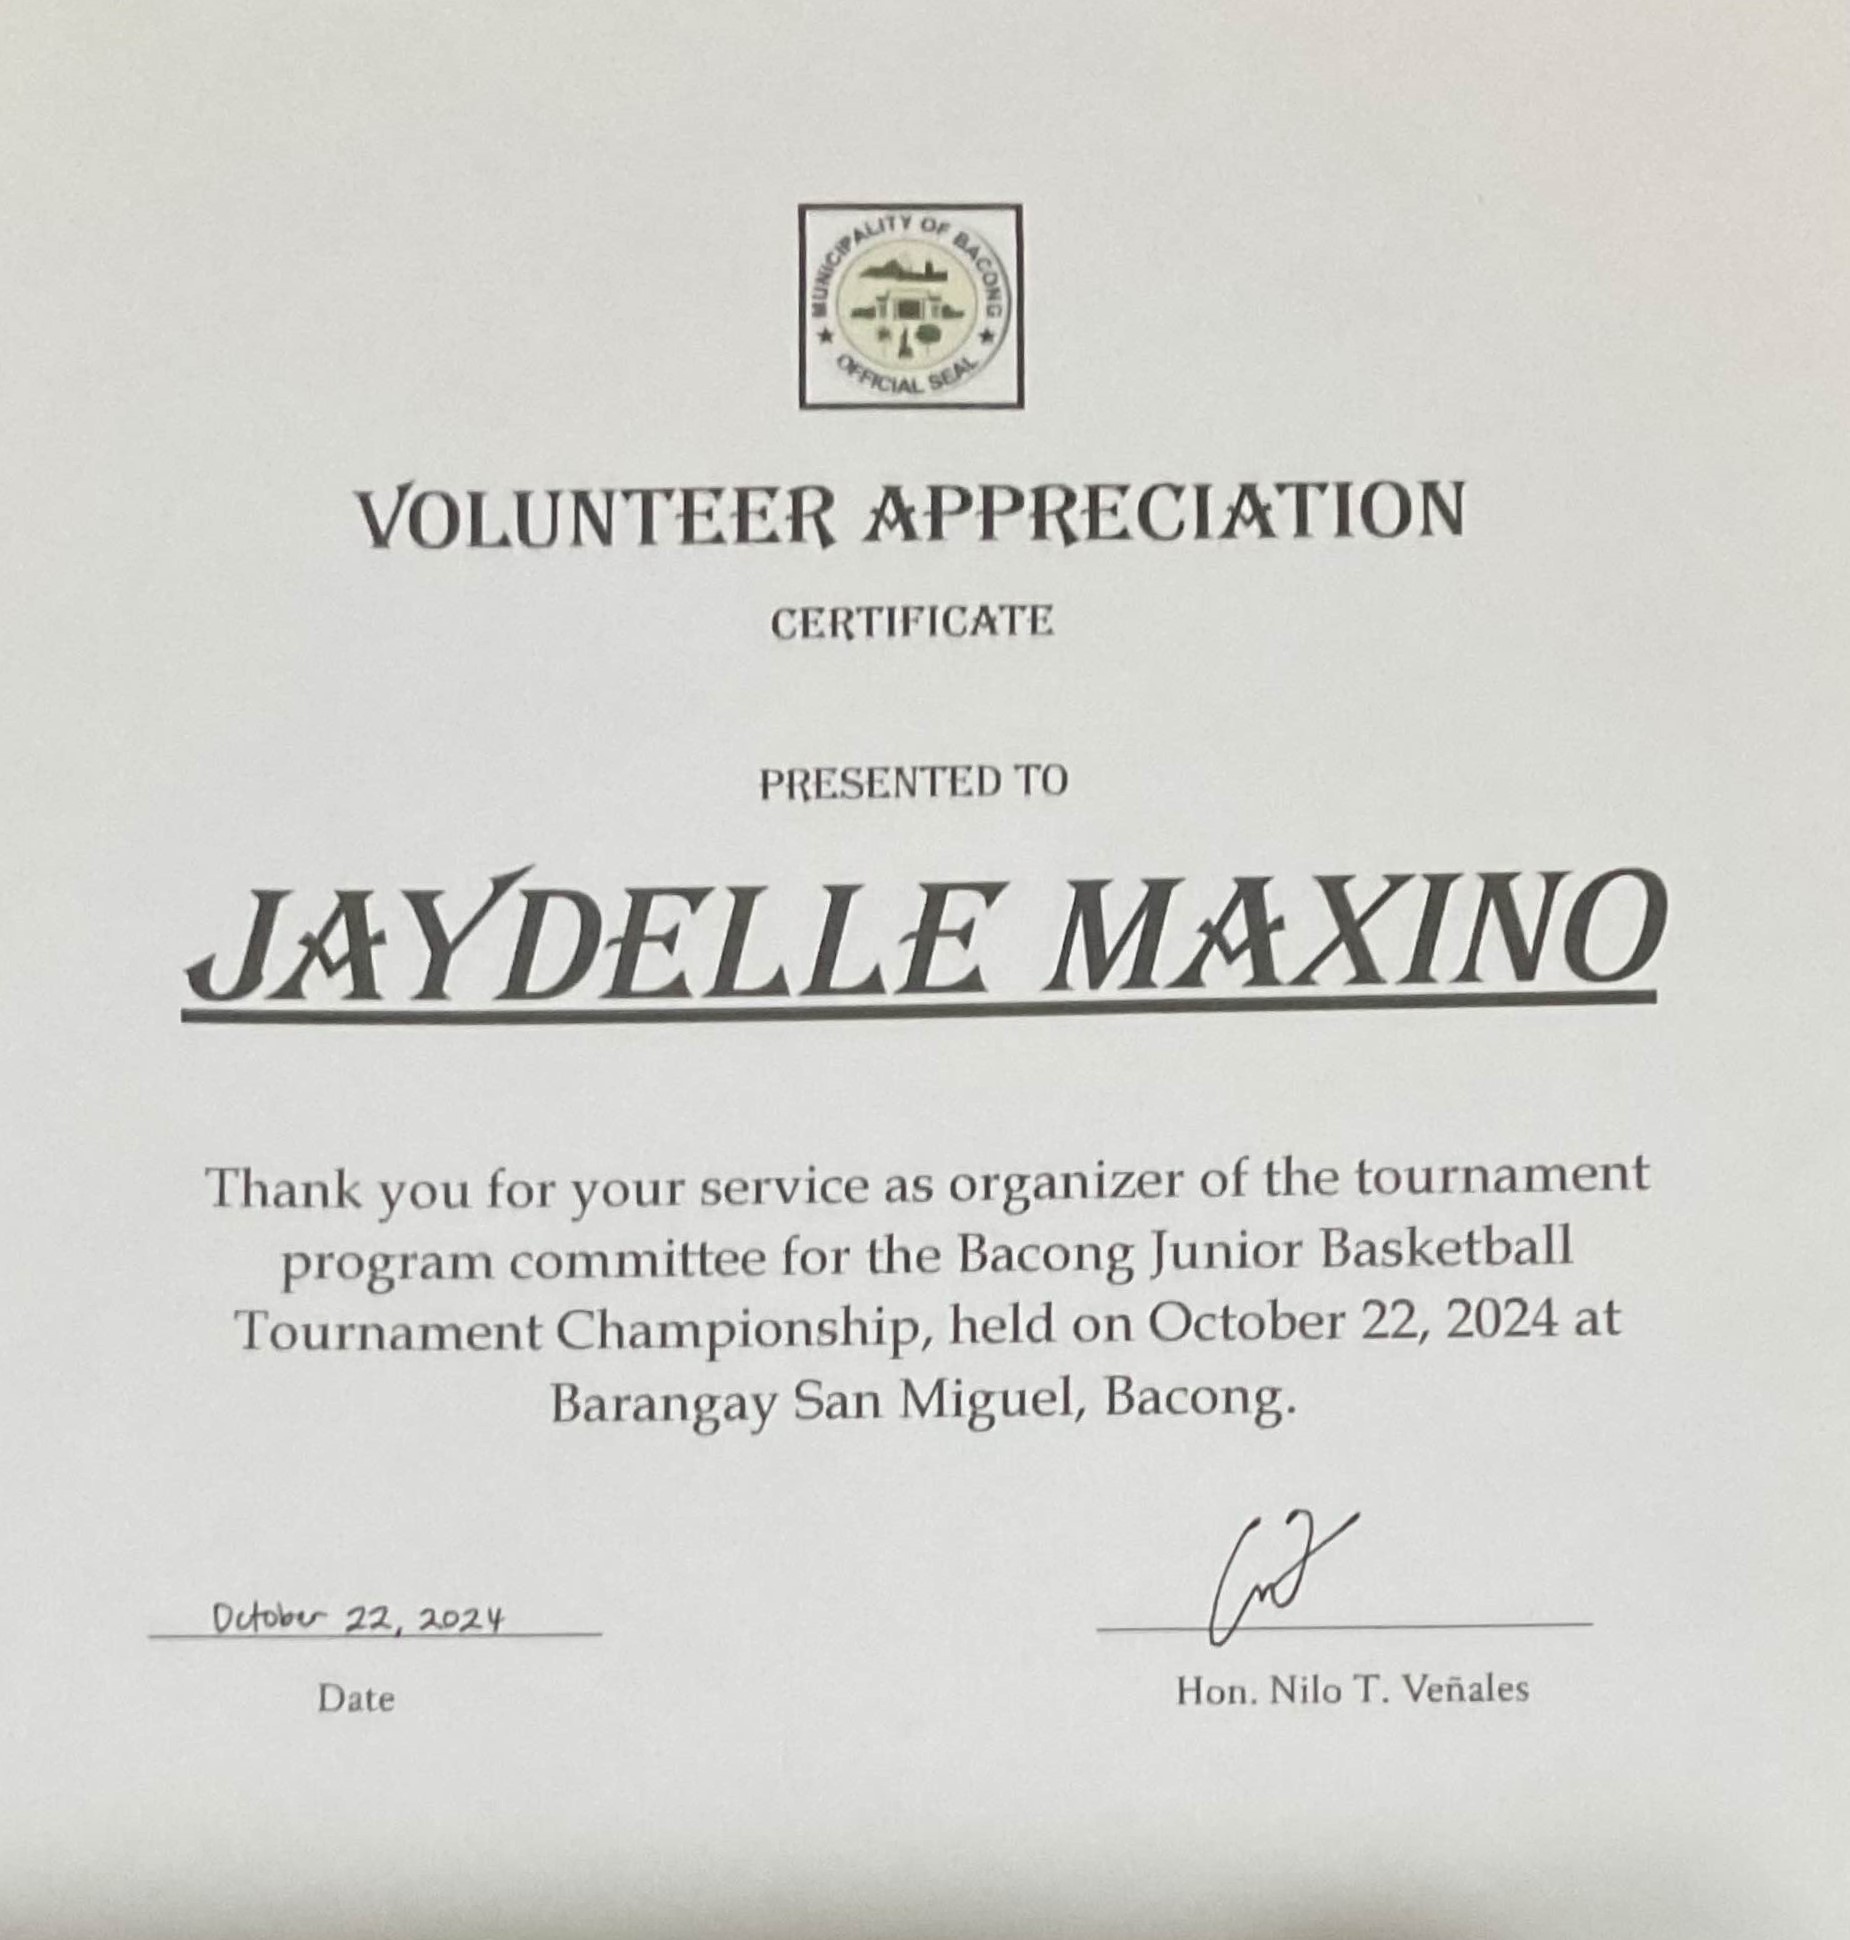 MUNICIPALITY OF BACONG
OFFICIAL SEAL
VOLUNTEER APPRECIATION
CERTIFICATE
PRESENTED TO
JAYDELLE MAXINO
Thank you for your service as organizer of the tournament
program committee for the Bacong Junior Basketball
Tournament Championship, held on October 22, 2024 at
Barangay San Miguel, Bacong.
October 22, 2024
Date
Hon. Nilo T. Veñales